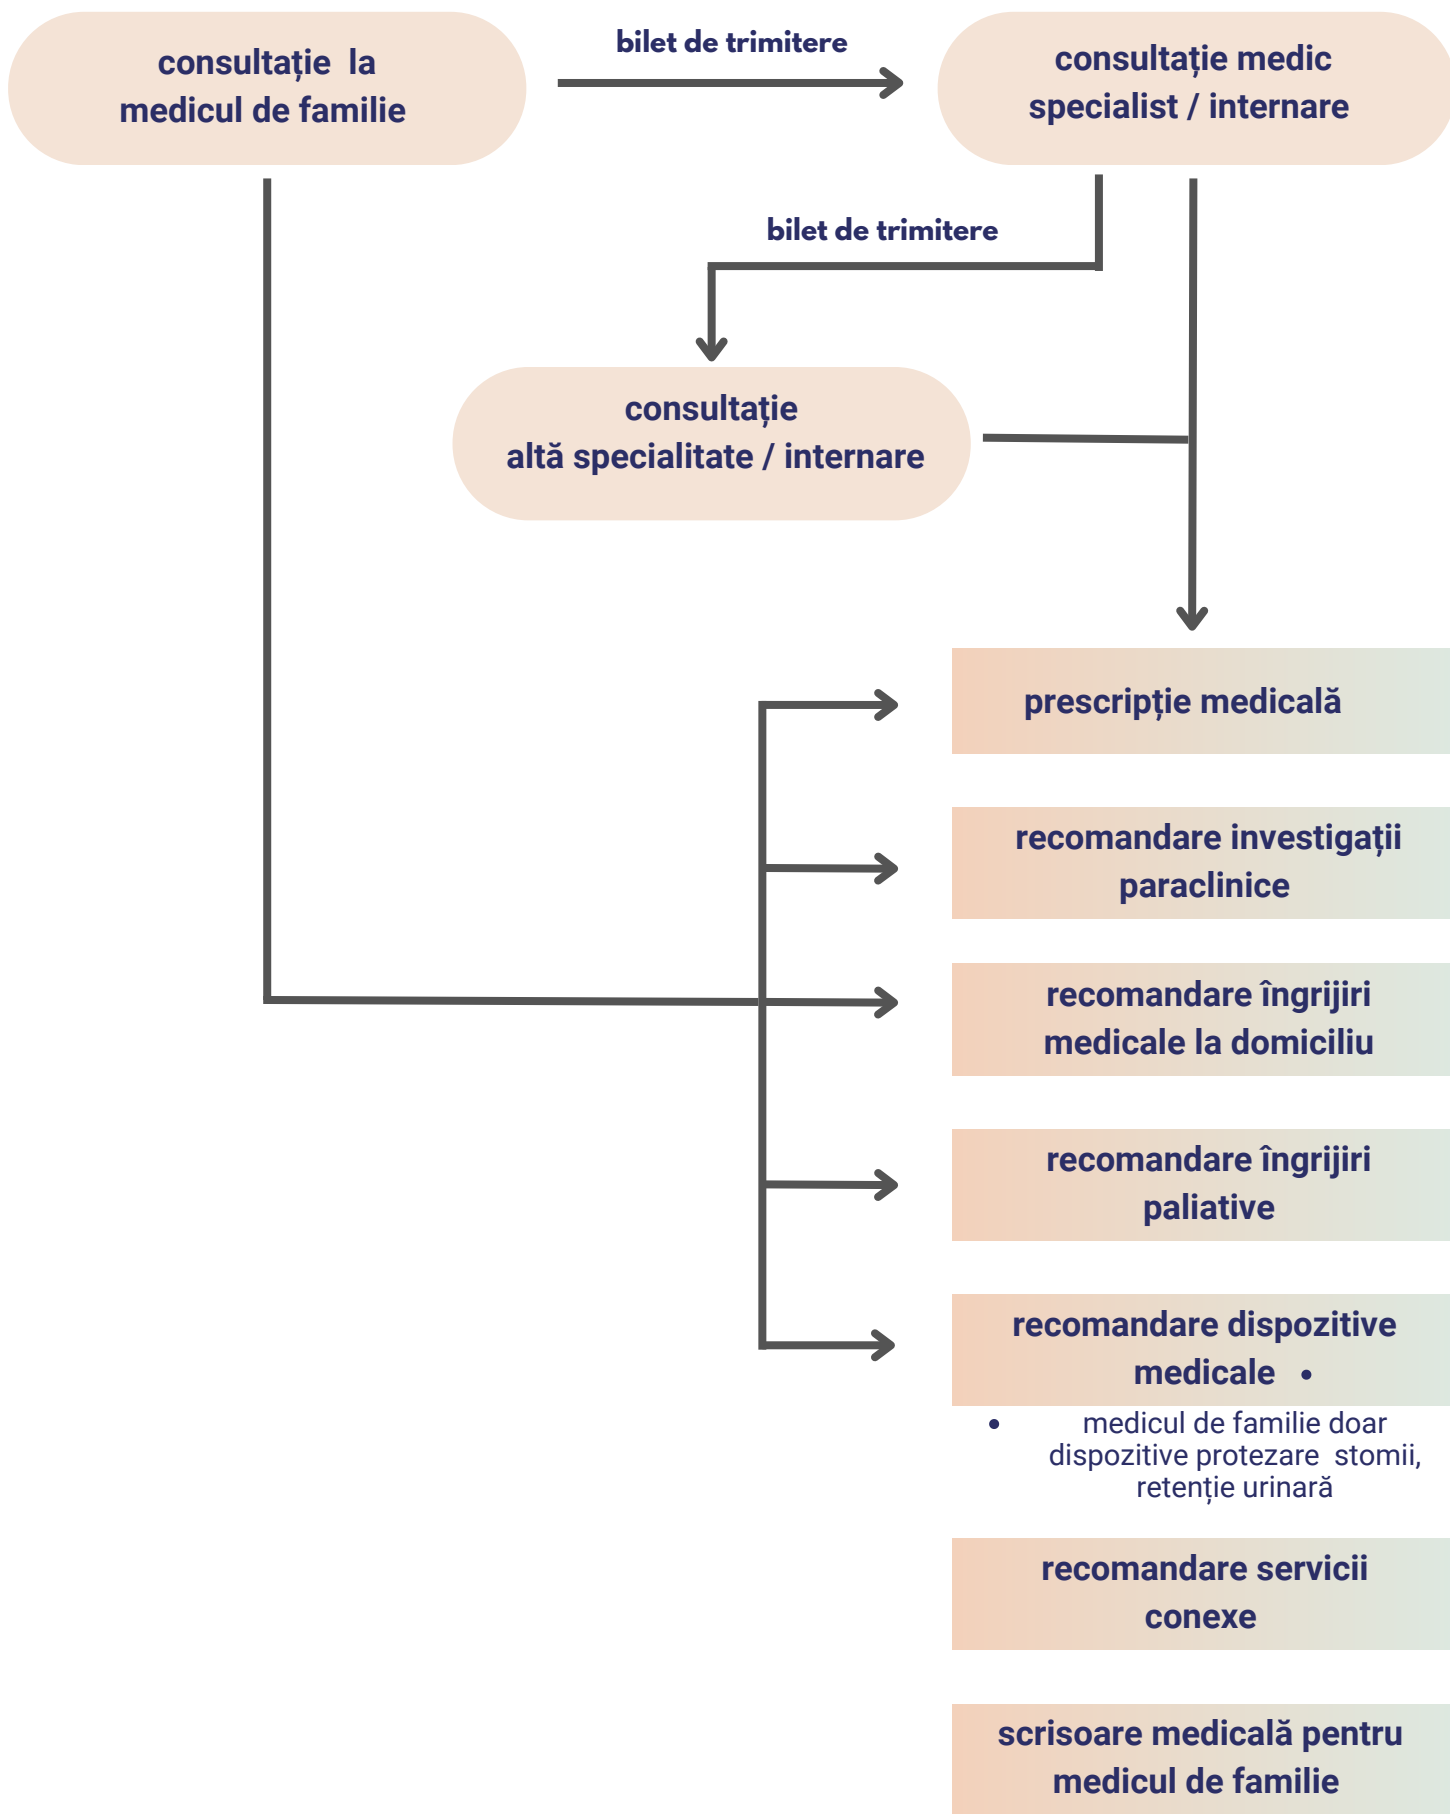 consultație la
medicul de familie
bilet de trimitere
consultație medic
specialist / internare
bilet de trimitere
consultație
altă specialitate / internare
prescripție medicală
recomandare investigații
paraclinice
recomandare îngrijiri
medicale la domiciliu
recomandare îngrijiri
paliative
recomandare dispozitive
medicale •
• medicul de familie doar
dispozitive protezare stomii,
retenție urinară
recomandare servicii
conexe
scrisoare medicală pentru
medicul de familie